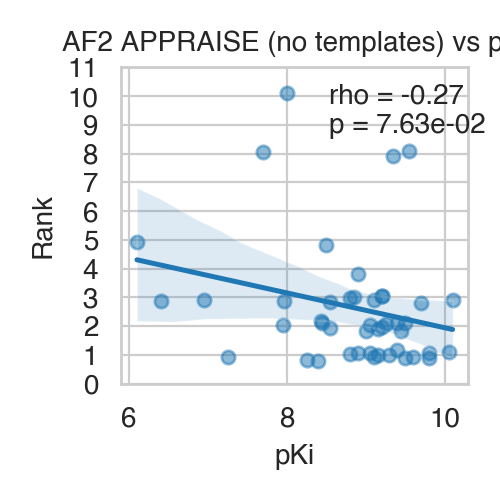 AF2 APPRAISE (no templates) vs p
rho = -0.27
p = 7.63e-02
11
10
9
8
7
6
5
4
3
2
1
0
Rank
6 8 10
pKi